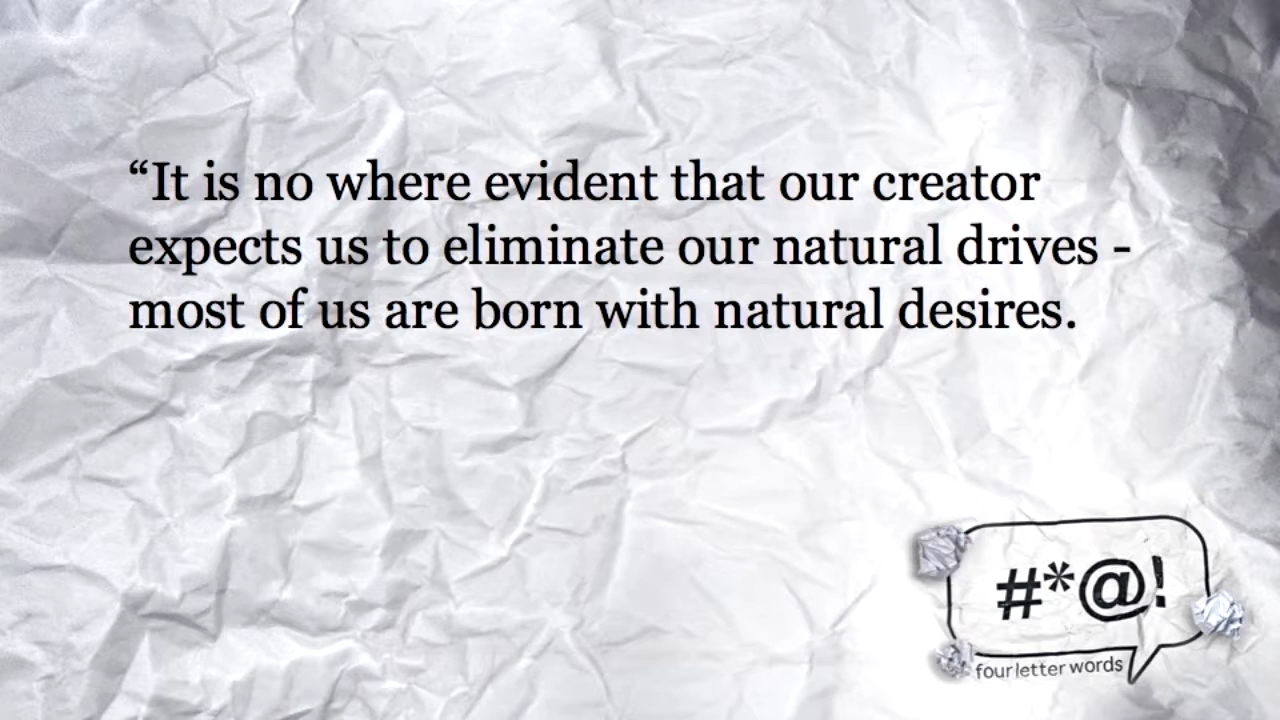 “It is no where evident that our creator
expects us to eliminate our natural drives -
most of us are born with natural desires.
#*@!
four letter words